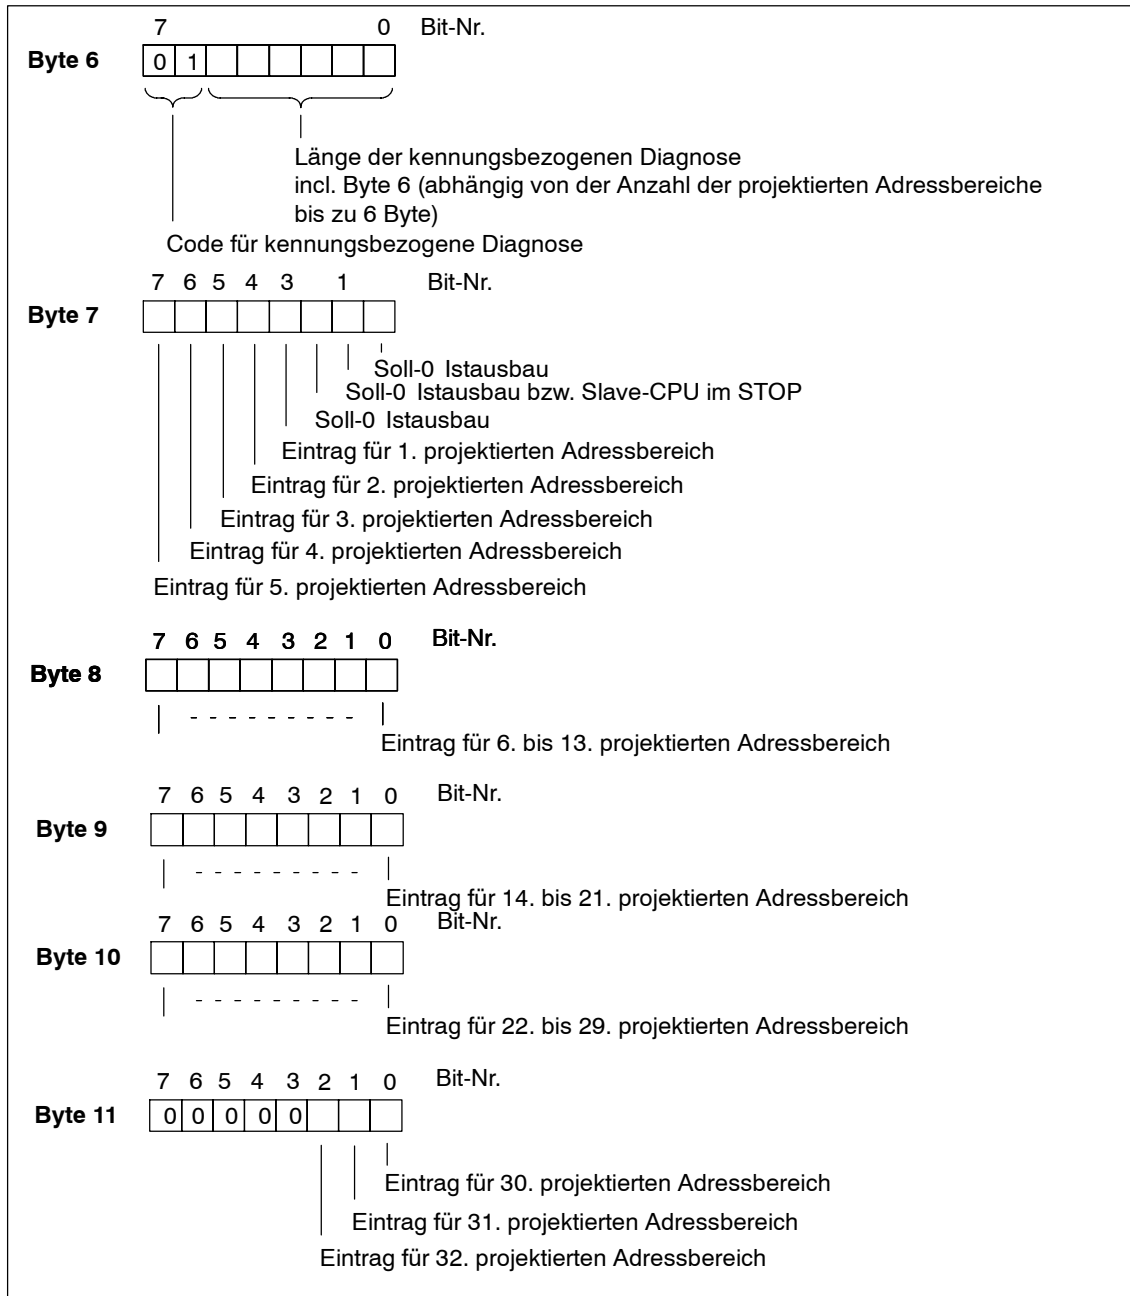 7 0 Bit-Nr.
Byte 6 0 1
Länge der kennungsbezogenen Diagnose
incl. Byte 6 (abhängig von der Anzahl der projektierten Adressbereiche
bis zu 6 Byte)
Code für kennungsbezogene Diagnose
7 6 5 4 3 1 Bit-Nr.
Byte 7
Soll-0 Istausbau
Soll-0 Istausbau bzw. Slave-CPU im STOP
Soll-0 Istausbau
Eintrag für 1. projektierten Adressbereich
Eintrag für 2. projektierten Adressbereich
Eintrag für 3. projektierten Adressbereich
Eintrag für 4. projektierten Adressbereich
Eintrag für 5. projektierten Adressbereich
7 6 5 4 3 2 1 0 Bit-Nr.
Byte 8
Eintrag für 6. bis 13. projektierten Adressbereich
7 6 5 4 3 2 1 0 Bit-Nr.
Byte 9
Eintrag für 14. bis 21. projektierten Adressbereich
7 6 5 4 3 2 1 0 Bit-Nr.
Byte 10
Eintrag für 22. bis 29. projektierten Adressbereich
7 6 5 4 3 2 1 0 Bit-Nr.
Byte 11 0 0 0 0 0
Eintrag für 30. projektierten Adressbereich
Eintrag für 31. projektierten Adressbereich
Eintrag für 32. projektierten Adressbereich